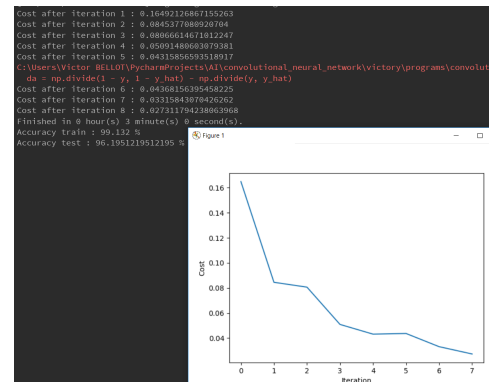 Cost after iteration 1 : 0.16492126867155263
Cost after iteration 2 : 0.0845377080920704
Cost after iteration 3 : 0.08066614671012247
Cost after iteration 4 : 0.05091480603079381
Cost after iteration 5 : 0.04315856593518917
C:\Users\Victor BELLOT\PycharmProjects\AI\convolutional_neural_network\victory\programs\convolut
da = np.divide(1 - y, 1 - y_hat) - np.divide(y, y_hat)
Cost after iteration 6 : 0.04368156395458225
Cost after iteration 7 : 0.03315843070426262
Cost after iteration 8 : 0.027311794238063968
Finished in 0 hour(s) 3 minute(s) 0 second(s).
Accuracy train : 99.132 %
Accuracy test : 96.1951219512195 %
Figure 1
0.16
0.14
0.12
0.10
0.08
0.06
0.04
Cost
0 1 2 3 4 5 6 7
Iteration